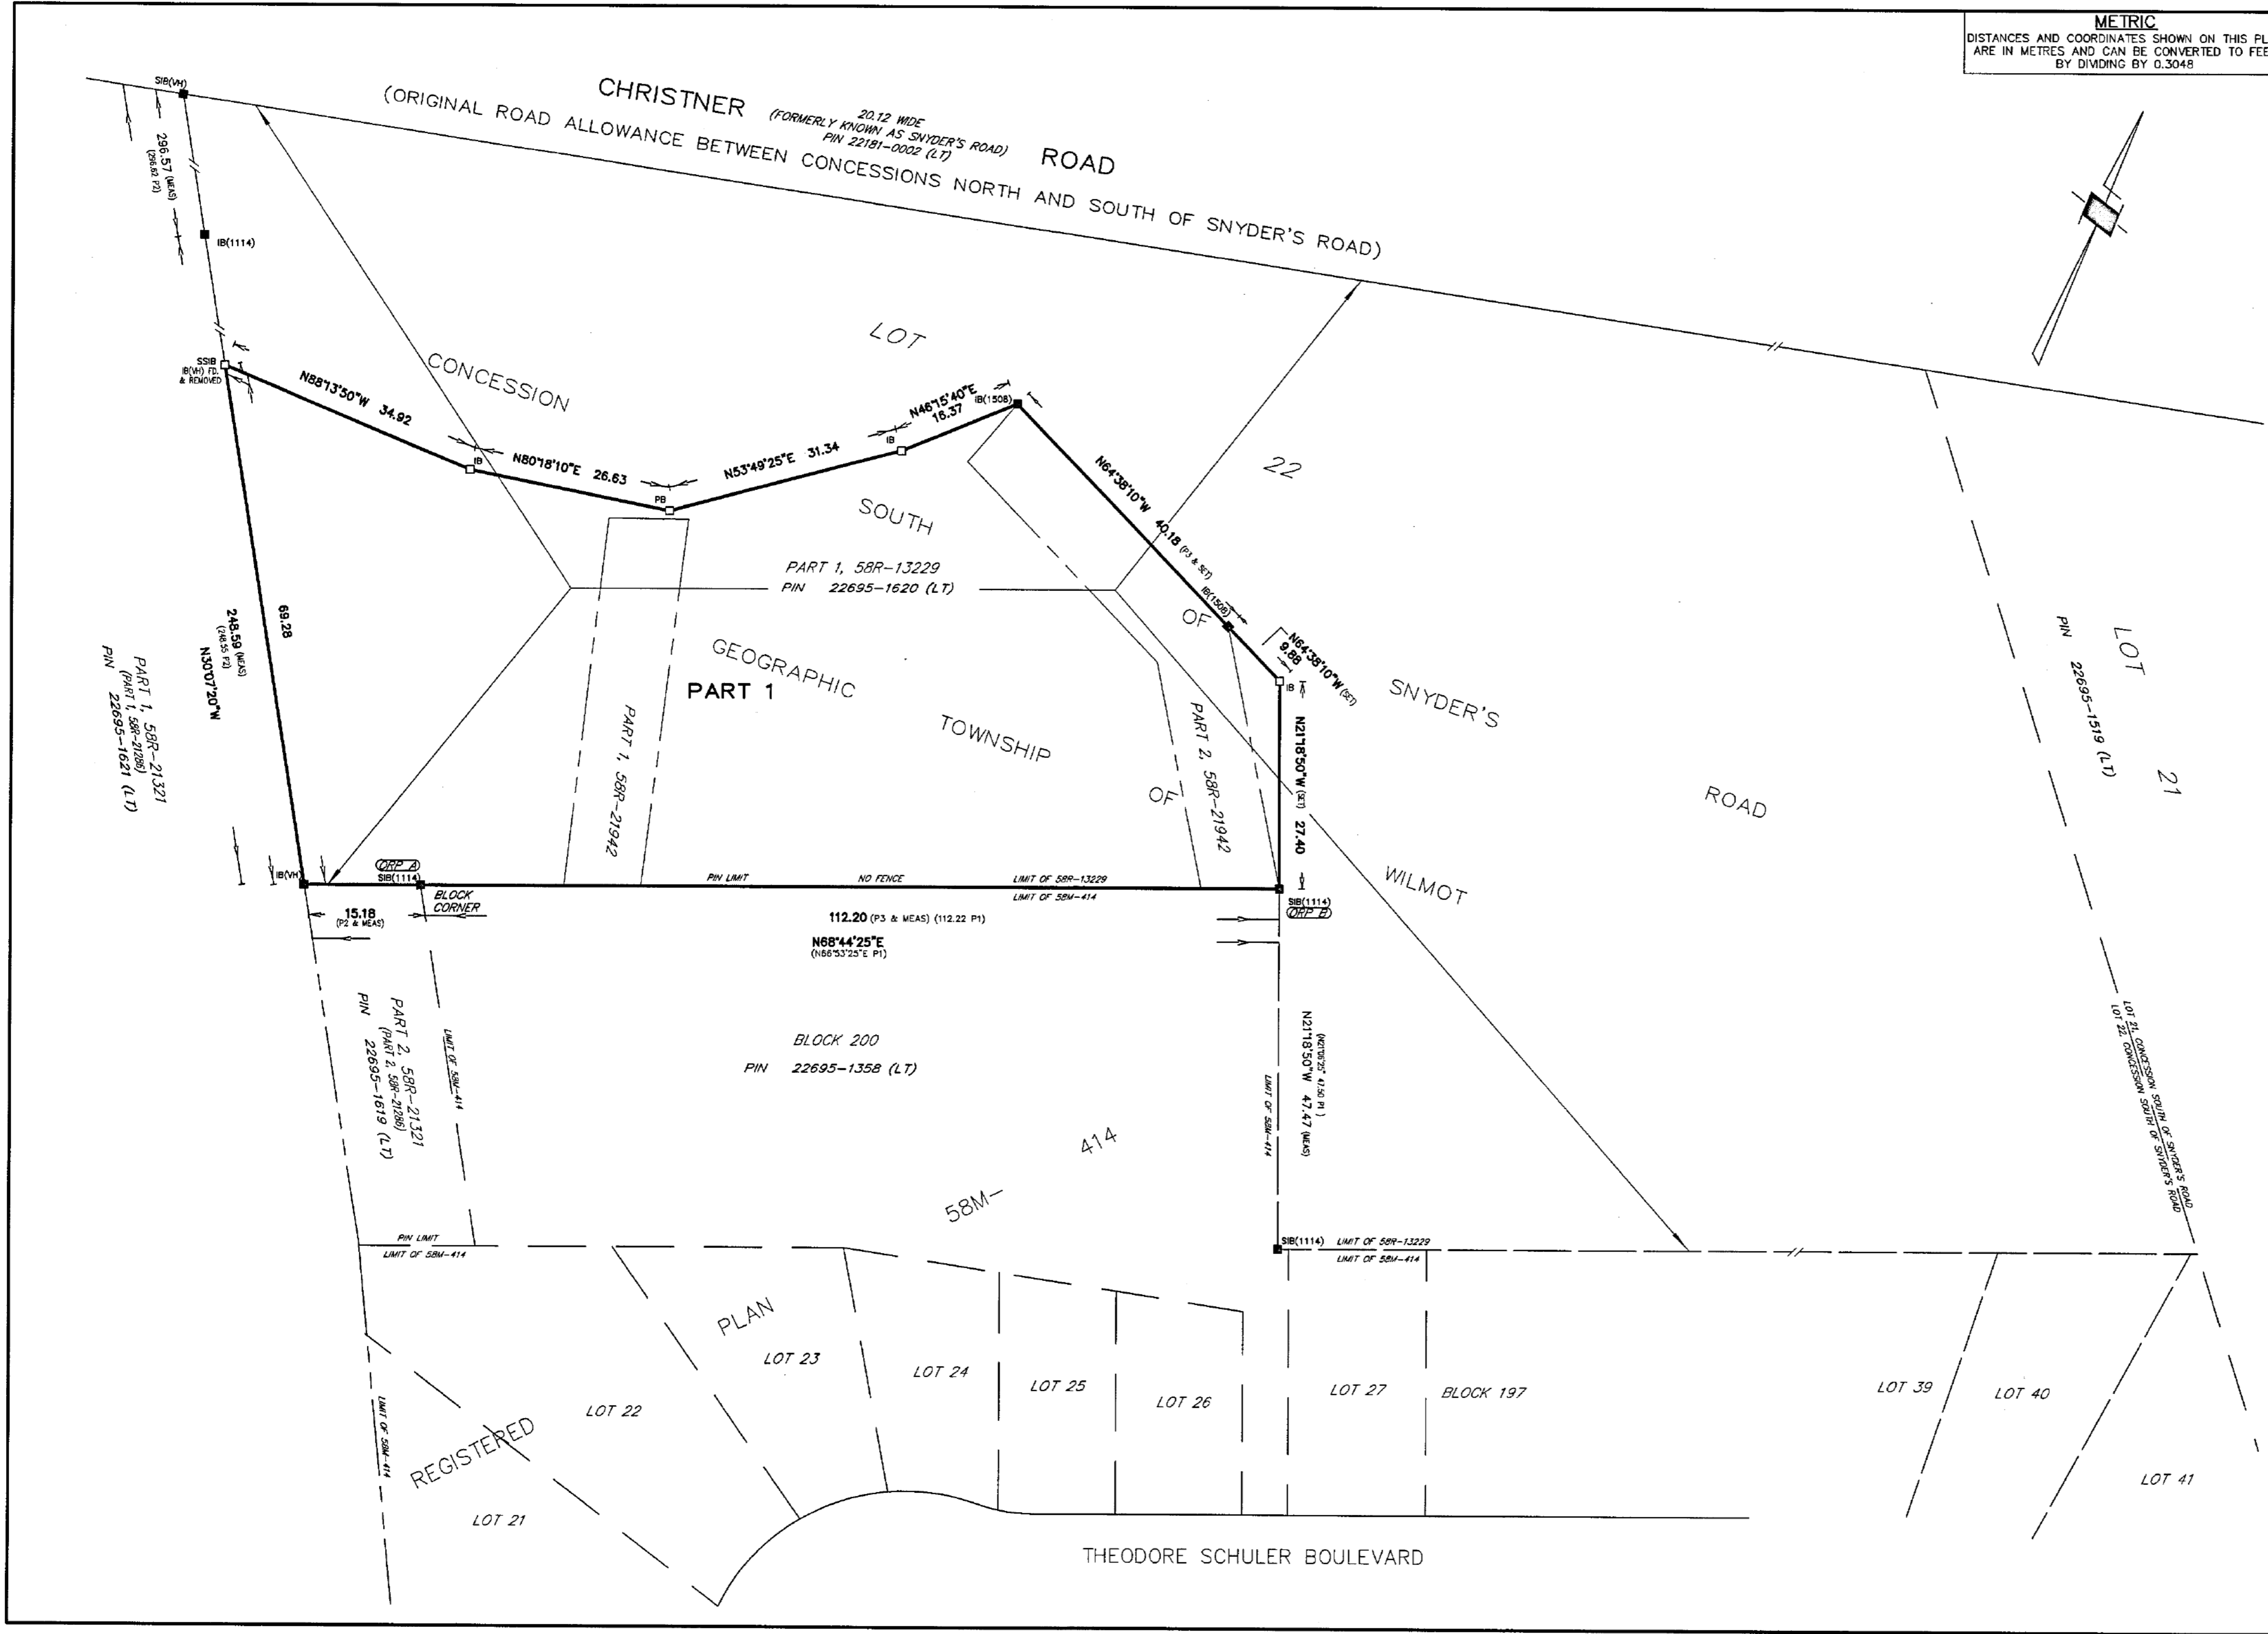 METRIC
DISTANCES AND COORDINATES SHOWN ON THIS PL
ARE IN METRES AND CAN BE CONVERTED TO FEE
BY DIVIDING BY 0.3048
CHRISTNER
20.12 WIDE
(FORMERLY KNOWN AS SNYDER'S ROAD)
PIN 22181-0002 (LT)
ROAD
(ORIGINAL ROAD ALLOWANCE BETWEEN CONCESSIONS NORTH AND SOUTH OF SNYDER'S ROAD)
SIB(VH)
296.57 (MEAS)
(296.62 P2)
IB(1114)
SSIB
IB(VH) FD.
& REMOVED
N88°13'50"W 34.92
IB
N80°18'10"E 26.63
PB
N53°49'25"E 31.34
IB
N46°15'40"E
16.37
IB(1508)
N64°38'10"W 40.18 (P3 & SET)
IB(1508)
N64°38'10"W (SET)
9.88
IB
N21°18'50"W (SET) 27.40
CONCESSION
LOT
22
SOUTH
OF
SNYDER'S
ROAD
PART 1, 58R-13229
PIN 22695-1620 (LT)
GEOGRAPHIC
TOWNSHIP
OF
WILMOT
PART 1
PART 1, 58R-21942
PART 2, 58R-21942
69.28
248.59 (MEAS)
(248.55 P2)
N30°07'20"W
PART 1, 58R-21321
(PART 1, 58R-21286)
PIN 22695-1621 (LT)
LOT 21
PIN 22695-1519 (LT)
IB(VH)
ORP A
SIB(1114)
BLOCK
CORNER
PIN LIMIT
NO FENCE
LIMIT OF 58R-13229
LIMIT OF 58M-414
SIB(1114)
ORP B
15.18
(P2 & MEAS)
112.20 (P3 & MEAS) (112.22 P1)
N68°44'25"E
(N66°53'25"E P1)
PART 2, 58R-21321
(PART 2, 58R-21286)
PIN 22695-1619 (LT)
LIMIT OF 58M-414
BLOCK 200
PIN 22695-1358 (LT)
N21°18'50"W 47.47 (MEAS)
LIMIT OF 58M-414
LOT 21, CONCESSION SOUTH OF SNYDER'S ROAD
LOT 22, CONCESSION SOUTH OF SNYDER'S ROAD
PIN LIMIT
LIMIT OF 58M-414
SIB(1114)
LIMIT OF 58R-13229
LIMIT OF 58M-414
REGISTERED
PLAN
58M-
414
LIMIT OF 58M-414
LOT 21
LOT 22
LOT 23
LOT 24
LOT 25
LOT 26
LOT 27
BLOCK 197
LOT 39
LOT 40
LOT 41
THEODORE SCHULER BOULEVARD